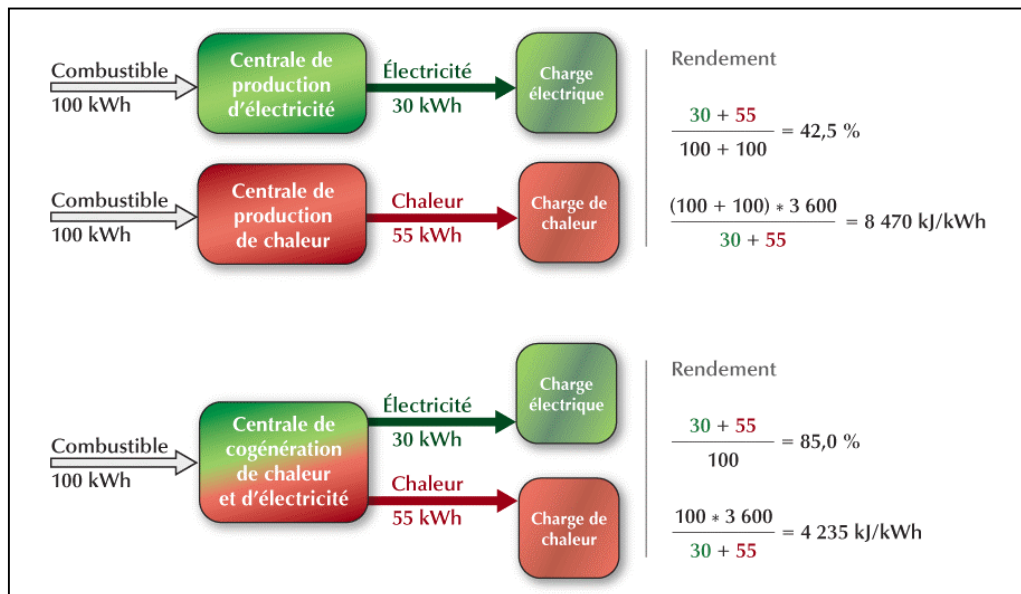 Combustible
100 kWh
Centrale de
production
d'électricité
Électricité
30 kWh
Charge
électrique
Combustible
100 kWh
Centrale de
production
de chaleur
Chaleur
55 kWh
Charge de
chaleur
Rendement
30 + 55
100 + 100
= 42,5 %
(100 + 100) * 3 600
30 + 55
= 8 470 kJ/kWh
Combustible
100 kWh
Centrale de
cogénération
de chaleur
et d'électricité
Électricité
30 kWh
Charge
électrique
Chaleur
55 kWh
Charge de
chaleur
Rendement
30 + 55
100
= 85,0 %
100 * 3 600
30 + 55
= 4 235 kJ/kWh